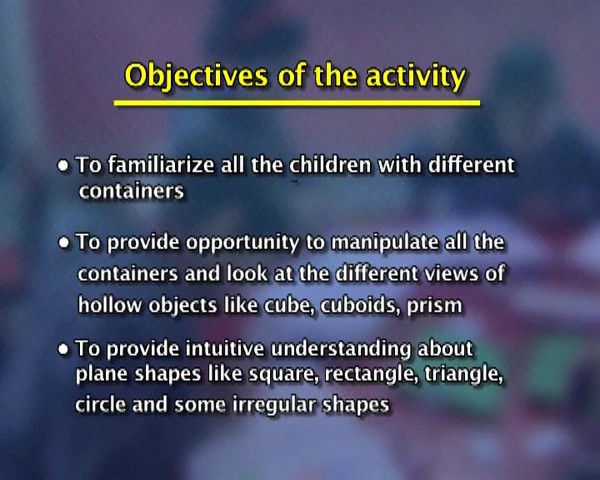 Objectives of the activity
• To familiarize all the children with different
containers
• To provide opportunity to manipulate all the
containers and look at the different views of
hollow objects like cube, cuboids, prism
• To provide intuitive understanding about
plane shapes like square, rectangle, triangle,
circle and some irregular shapes